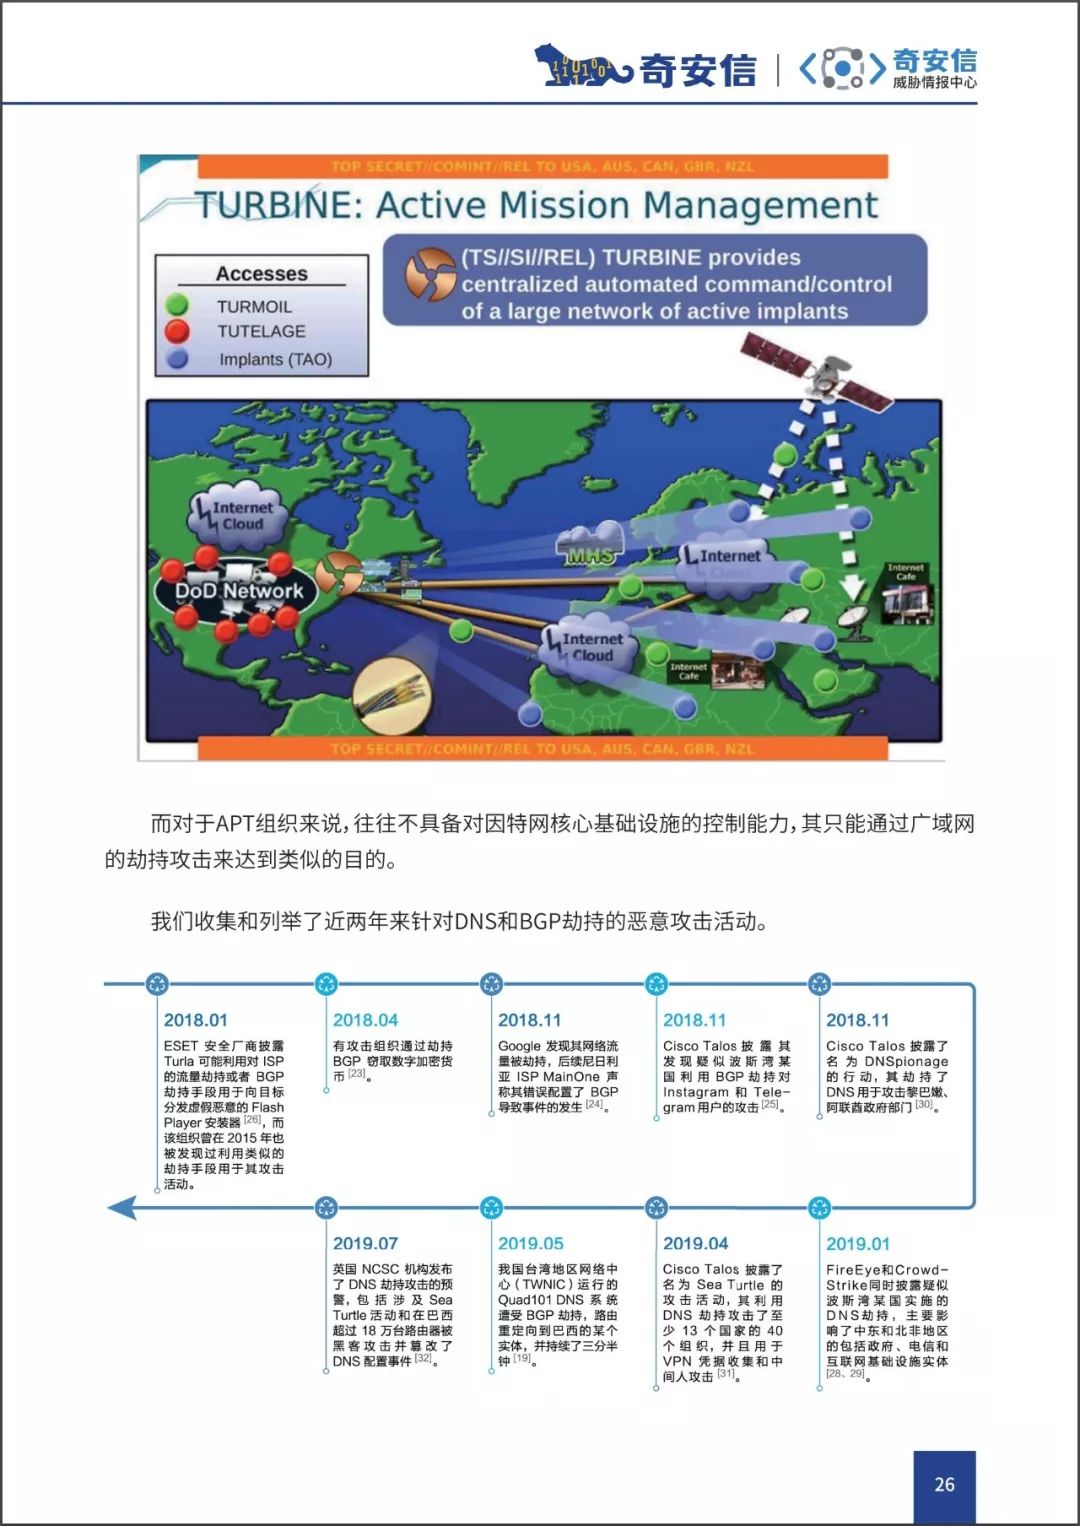 奇安信
奇安信
威胁情报中心
TOP SECRET//COMINT//REL TO USA, AUS, CAN, GBR, NZL
TURBINE: Active Mission Management
Accesses
TURMOIL
TUTELAGE
Implants (TAO)
(TS//SI//REL) TURBINE provides
centralized automated command/control
of a large network of active implants
Internet
Cloud
DoD Network
MHS
Internet
Cloud
Internet
Cafe
Internet
Cloud
Internet
Cafe
TOP SECRET//COMINT//REL TO USA, AUS, CAN, GBR, NZL
而对于APT组织来说，往往不具备对因特网核心基础设施的控制能力，其只能通过广域网
的劫持攻击来达到类似的目的。
我们收集和列举了近两年来针对DNS和BGP劫持的恶意攻击活动。
2018.01
ESET 安全厂商披露
Turla 可能利用对 ISP
的流量劫持或者 BGP
劫持手段用于向目标
分发虚假恶意的 Flash
Player 安装器 [26]，而
该组织曾在 2015 年也
被发现过利用类似的
劫持手段用于其攻击
活动。
2018.04
有攻击组织通过劫持
BGP 窃取数字加密货
币 [23]。
2018.11
Google 发现其网络流
量被劫持，后续尼日利
亚 ISP MainOne 声
称其错误配置了 BGP
导致事件的发生 [24]。
2018.11
Cisco Talos 披 露 其
发现疑似波斯湾某
国利用 BGP 劫持对
Instagram 和 Tele-
gram用户的攻击 [25]。
2018.11
Cisco Talos 披露了
名 为 DNSpionage
的行动，其劫持了
DNS 用于攻击黎巴嫩、
阿联酋政府部门 [30]。
2019.07
英国 NCSC 机构发布
了 DNS 劫持攻击的预
警，包 括 涉 及 Sea
Turtle 活动和在巴西
超过 18 万台路由器被
黑客攻击并篡改了
DNS 配置事件 [32]。
2019.05
我国台湾地区网络中
心（TWNIC）运行的
Quad101 DNS 系 统
遭受 BGP 劫持，路由
重定向到巴西的某个
实体，并持续了三分半
钟 [19]。
2019.04
Cisco Talos 披露了
名为 Sea Turtle 的
攻击活动，其利用
DNS 劫持攻击了至
少 13 个国家的 40
个组织，并且用于
VPN 凭据收集和中
间人攻击 [31]。
2019.01
FireEye和Crowd-
Strike同时披露疑似
波斯湾某国实施的
DNS劫持，主要影
响了中东和北非地区
的包括政府、电信和
互联网基础设施实体
[28、29]。
26